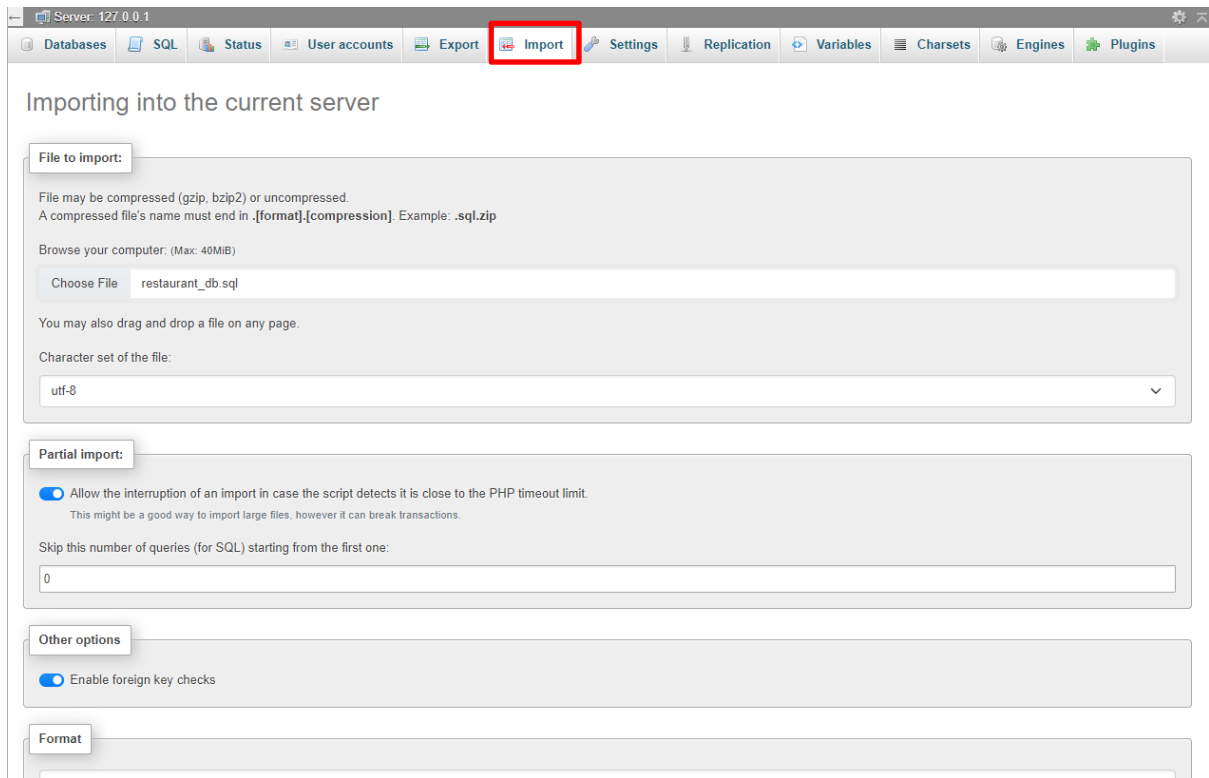 Server: 127.0.0.1
Databases SQL Status User accounts Export Import Settings Replication Variables Charsets Engines Plugins
Importing into the current server
File to import:
File may be compressed (gzip, bzip2) or uncompressed.
A compressed file's name must end in .[format].[compression]. Example: .sql.zip
Browse your computer: (Max: 40MiB)
Choose File restaurant_db.sql
You may also drag and drop a file on any page.
Character set of the file:
utf-8
Partial import:
Allow the interruption of an import in case the script detects it is close to the PHP timeout limit.
This might be a good way to import large files, however it can break transactions.
Skip this number of queries (for SQL) starting from the first one:
0
Other options
Enable foreign key checks
Format